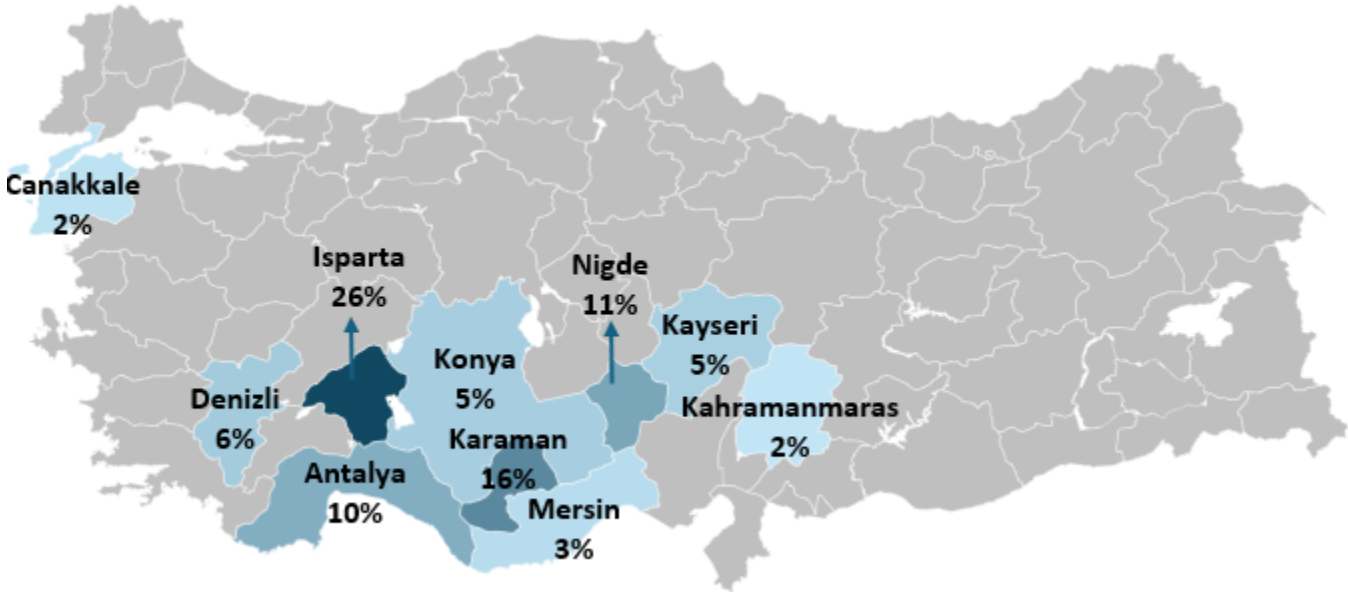 Canakkale
2%
Isparta
26%
Nigde
11%
Kayseri
5%
Konya
5%
Denizli
6%
Kahramanmaras
2%
Karaman
16%
Antalya
10%
Mersin
3%